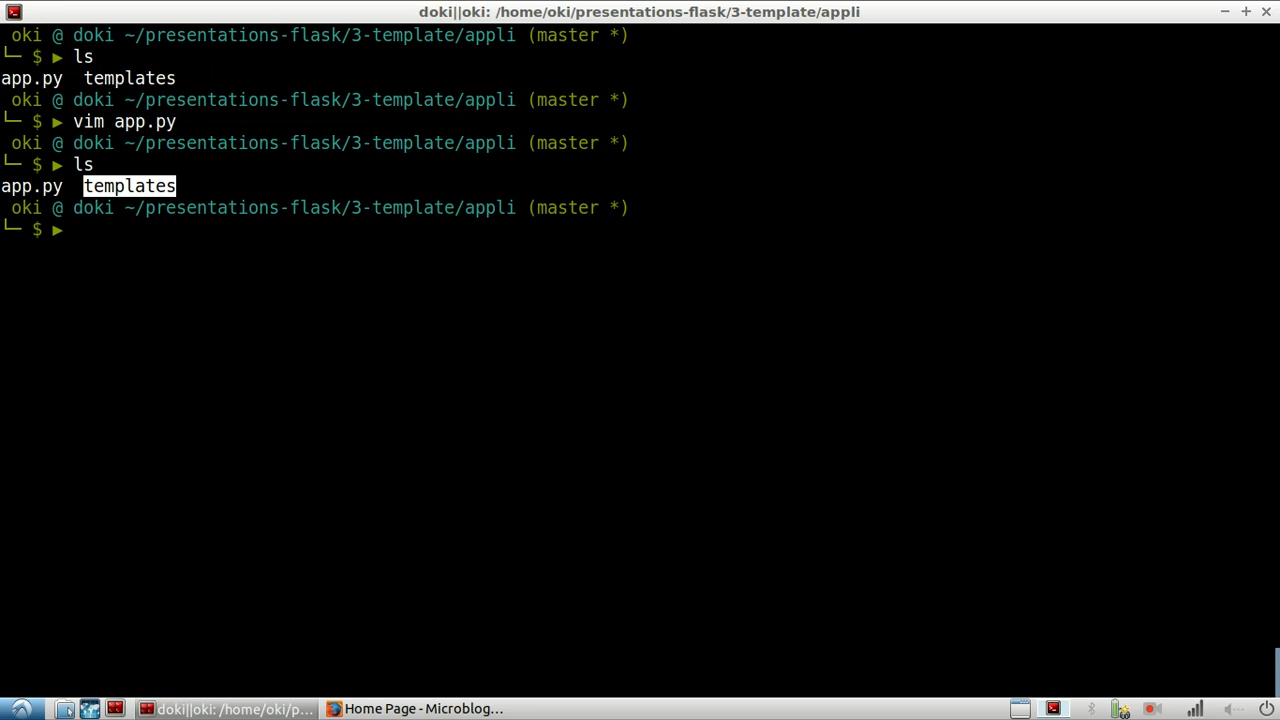 doki||oki: /home/oki/presentations-flask/3-template/appli
oki @ doki ~/presentations-flask/3-template/appli (master *)
└─ $ ▶ ls
app.py  templates
oki @ doki ~/presentations-flask/3-template/appli (master *)
└─ $ ▶ vim app.py
oki @ doki ~/presentations-flask/3-template/appli (master *)
└─ $ ▶ ls
app.py  templates
oki @ doki ~/presentations-flask/3-template/appli (master *)
└─ $ ▶
doki||oki: /home/oki/p... Home Page - Microblog...